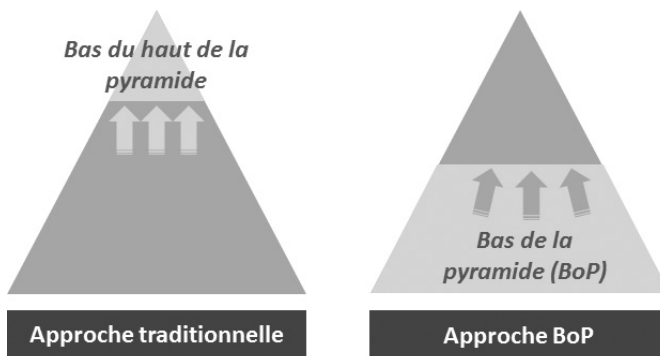 Bas du haut de la
pyramide
Approche traditionnelle
Bas de la
pyramide (BoP)
Approche BoP